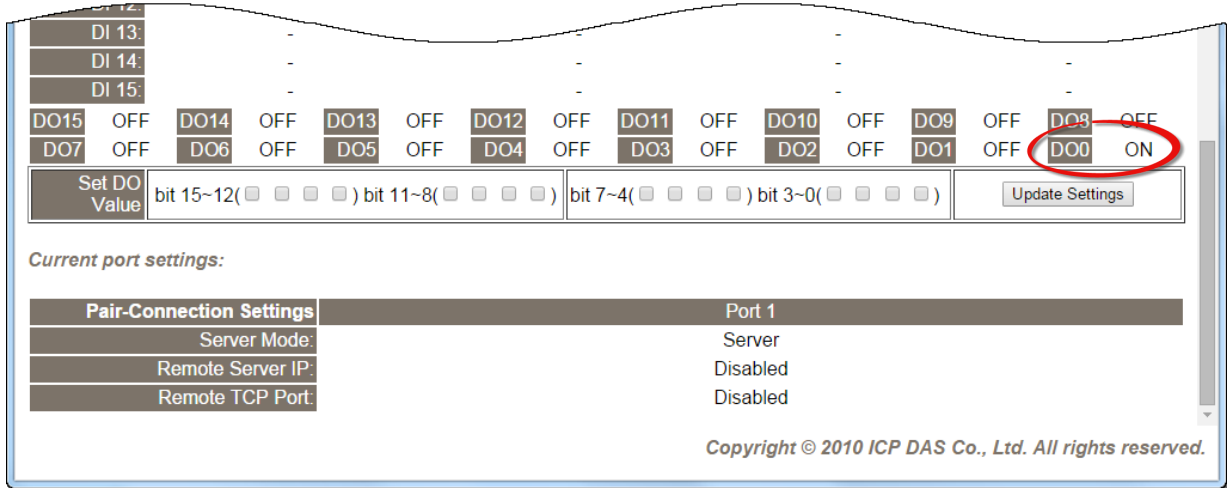 DI 12:
DI 13: - - - -
DI 14: - - - -
DI 15: - - - -
DO15 OFF DO14 OFF DO13 OFF DO12 OFF DO11 OFF DO10 OFF DO9 OFF DO8 OFF
DO7 OFF DO6 OFF DO5 OFF DO4 OFF DO3 OFF DO2 OFF DO1 OFF DO0 ON
Set DO Value bit 15~12( ) bit 11~8( ) bit 7~4( ) bit 3~0( ) Update Settings
Current port settings:
Pair-Connection Settings Port 1
Server Mode: Server
Remote Server IP: Disabled
Remote TCP Port: Disabled
Copyright © 2010 ICP DAS Co., Ltd. All rights reserved.